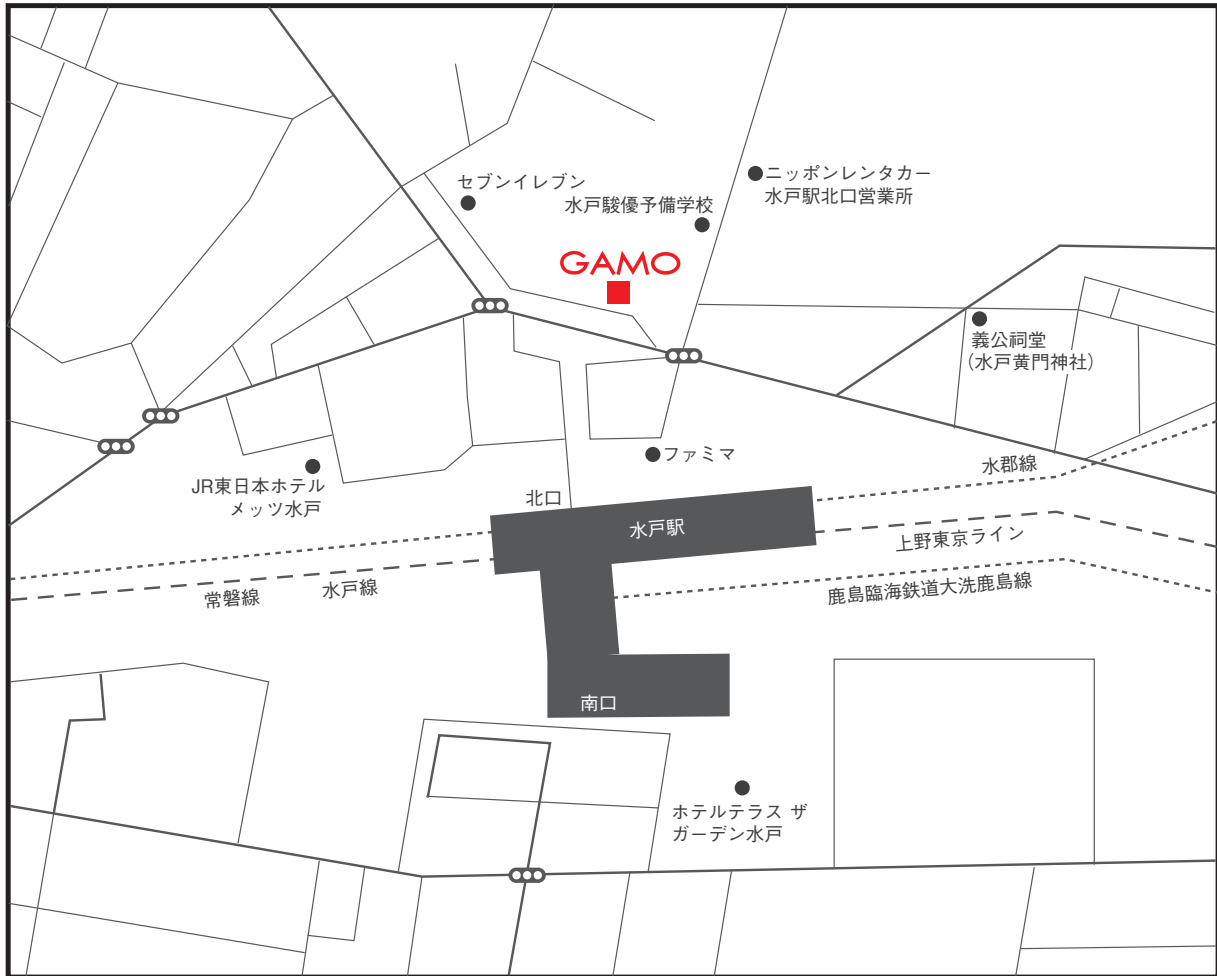 セブンイレブン
ニッポンレンタカー
水戸駅北口営業所
水戸駿優予備学校
GAMO
義公祠堂
(水戸黄門神社)
ファミマ
JR東日本ホテル
メッツ水戸
北口
水戸駅
水郡線
上野東京ライン
常磐線
水戸線
鹿島臨海鉄道大洗鹿島線
南口
ホテルテラス ザ
ガーデン水戸